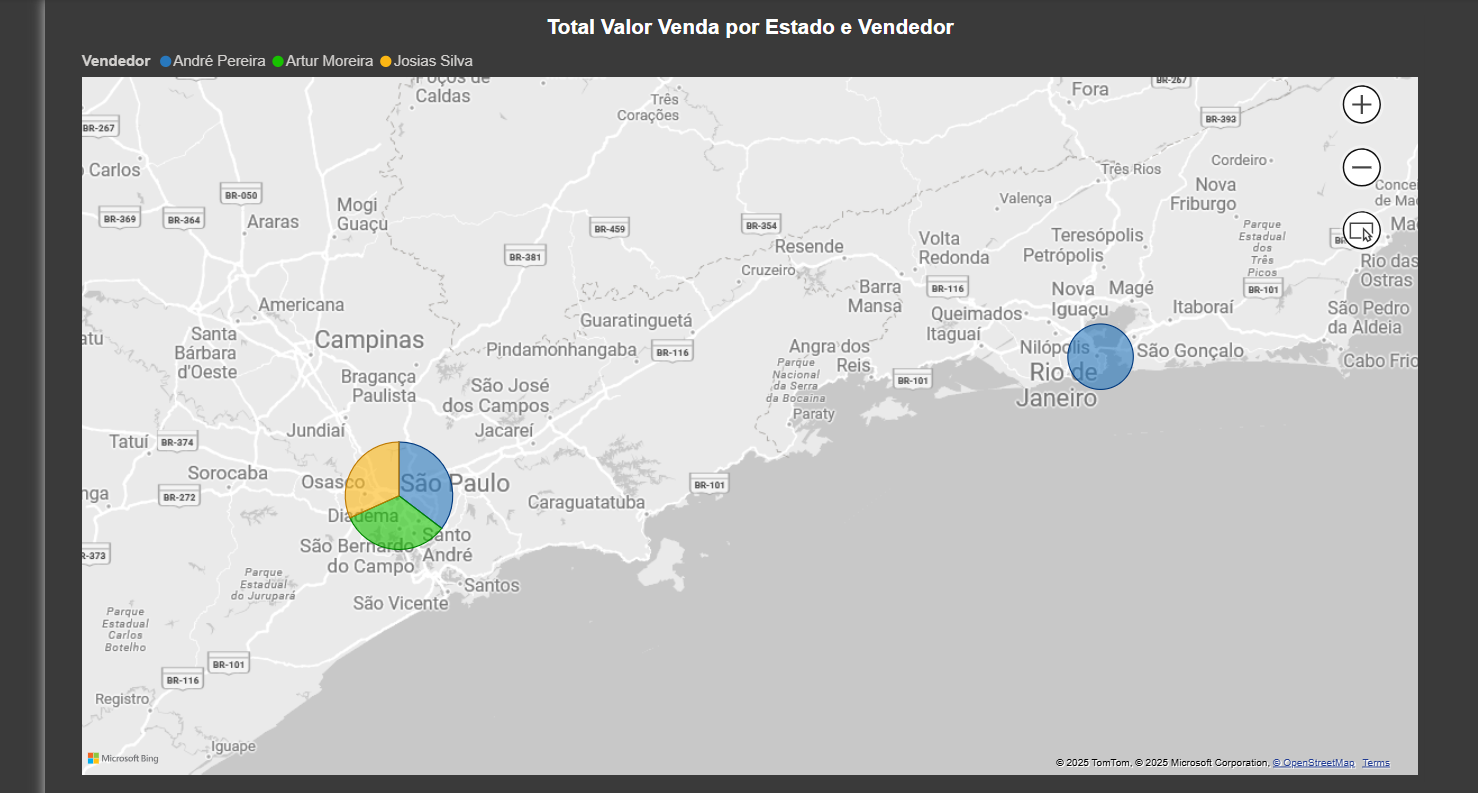 Total Valor Venda por Estado e Vendedor
Vendedor André Pereira Artur Moreira Josias Silva
Poços de
Caldas
BR-267
Fora
Três
Corações
BR-393
BR-267
Carlos
Cordeiro
Três Rios
Nova
Friburgo
Conce
de Mac
BR-050
Mogi
Guaçu
Valença
BR-369
BR-364
Araras
BR-459
BR-354
Parque
Estadual
dos
Três
Picos
Teresópolis
Petrópolis
Volta
Redonda
Resende
BR-381
Cruzeiro
Rio das
Ostras
Barra
Mansa
BR-116
Nova
Iguaçu
Magé
BR-101
Americana
Itaboraí
São Pedro
da Aldeia
Queimados
Itaguaí
Guaratinguetá
Santa
Bárbara
d'Oeste
Campinas
Pindamonhangaba
BR-116
Angra dos
Reis
Nilópolis
São Gonçalo
Cabo Frio
Rio de
Janeiro
Parque
Nacional
da Serra
da Bocaina
BR-101
Bragança
Paulista
São José
dos Campos
Paraty
Jundiaí
Jacareí
Tatuí
BR-374
Sorocaba
Osasco
São Paulo
BR-101
BR-272
Caraguatatuba
Diadema
Santo
André
São Bernardo
do Campo
Parque
Estadual
do Jurupará
Santos
São Vicente
Parque
Estadual
Carlos
Botelho
BR-101
BR-116
Registro
Iguape
Microsoft Bing
© 2025 TomTom, © 2025 Microsoft Corporation, © OpenStreetMap Terms